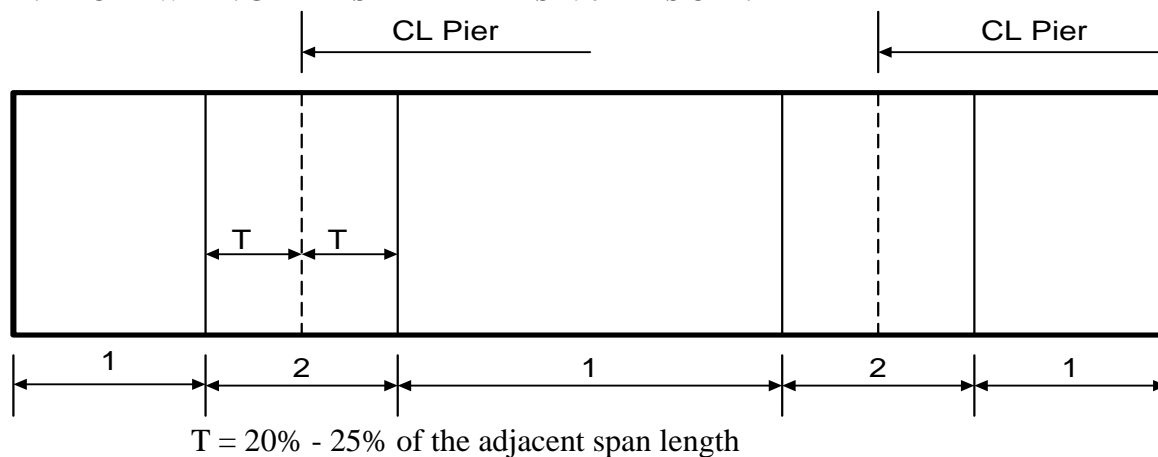 CL Pier CL Pier
T T
1 2 1 2 1
T = 20% - 25% of the adjacent span length